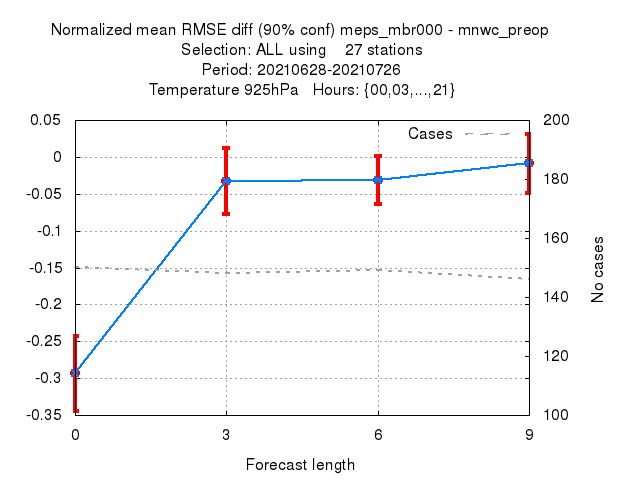 Normalized mean RMSE diff (90% conf) meps_mbr000 - mnwc_preop
Selection: ALL using 27 stations
Period: 20210628-20210726
Temperature 925hPa Hours: {00,03,...,21}
Cases
0.05
0
-0.05
-0.1
-0.15
-0.2
-0.25
-0.3
-0.35
200
180
160
140
120
100
No cases
0 3 6 9
Forecast length